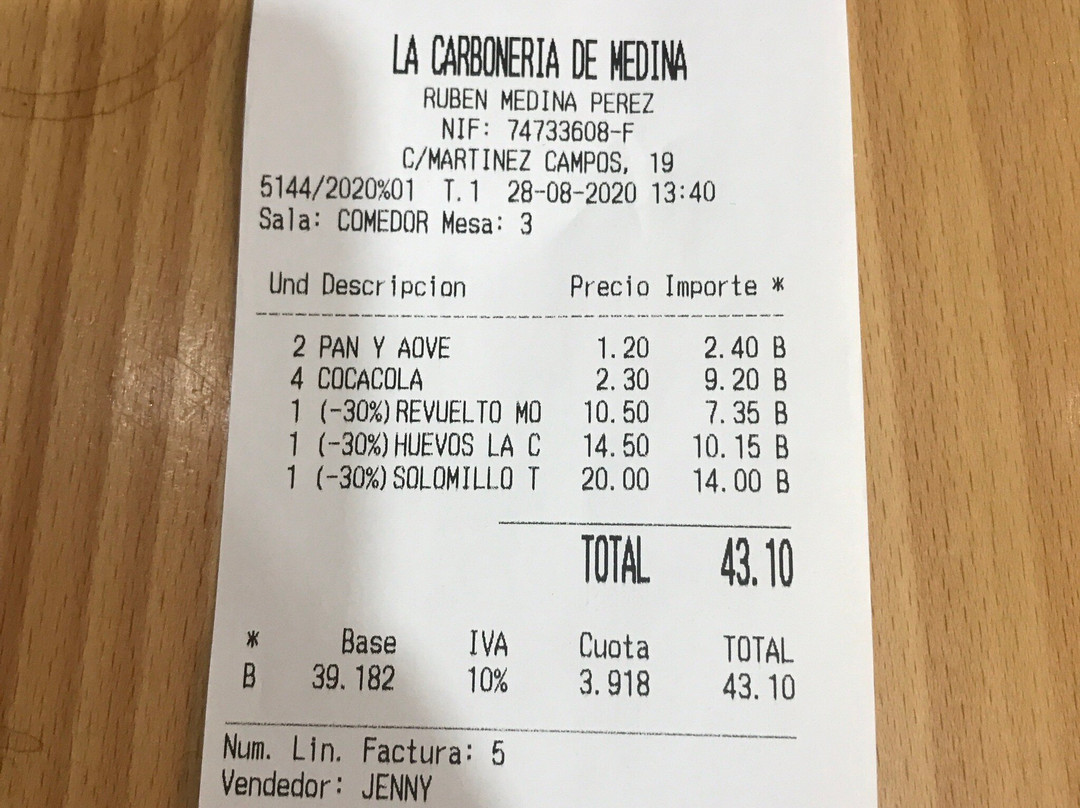 LA CARBONERIA DE MEDINA
RUBEN MEDINA PEREZ
NIF: 74733608-F
C/MARTINEZ CAMPOS, 19
5144/2020%01 T.1 28-08-2020 13:40
Sala: COMEDOR Mesa: 3
Und Descripcion Precio Importe *
2 PAN Y AOVE 1.20 2.40 B
4 COCACOLA 2.30 9.20 B
1 (-30%)REVUELTO MO 10.50 7.35 B
1 (-30%)HUEVOS LA C 14.50 10.15 B
1 (-30%)SOLOMILLO T 20.00 14.00 B
TOTAL 43.10
* Base IVA Cuota TOTAL
B 39.182 10% 3.918 43.10
Num. Lin. Factura: 5
Vendedor: JENNY